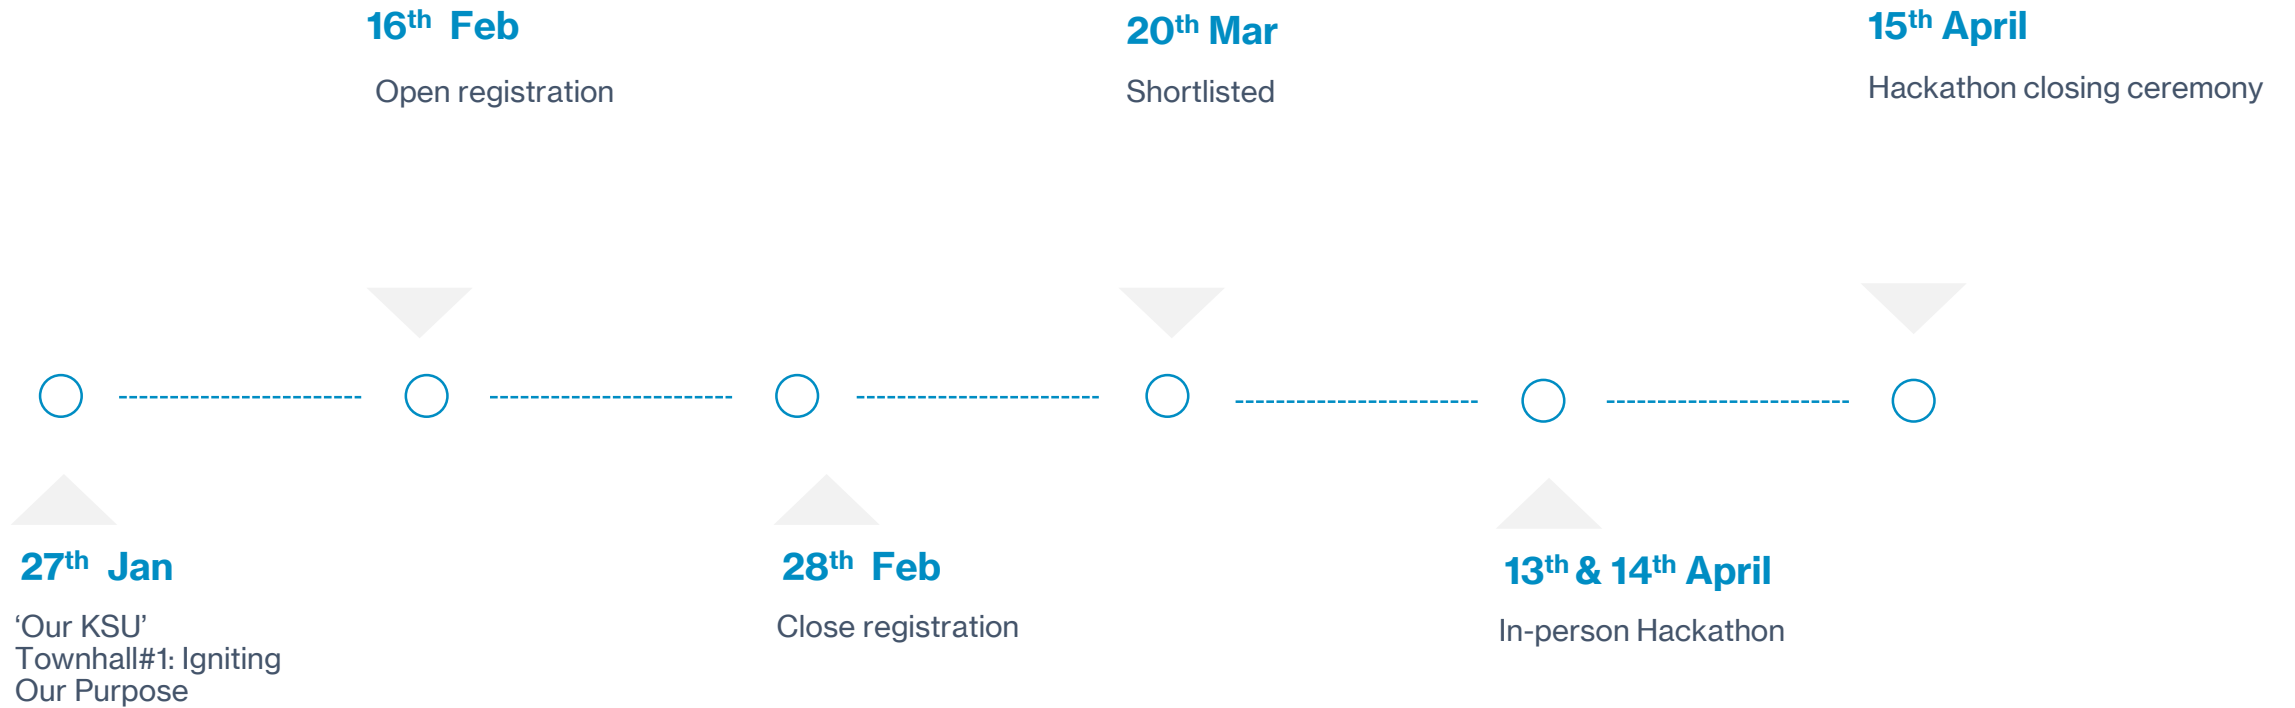 16th Feb
Open registration
20th Mar
Shortlisted
15th April
Hackathon closing ceremony
27th Jan
‘Our KSU’
Townhall#1: Igniting
Our Purpose
28th Feb
Close registration
13th & 14th April
In-person Hackathon